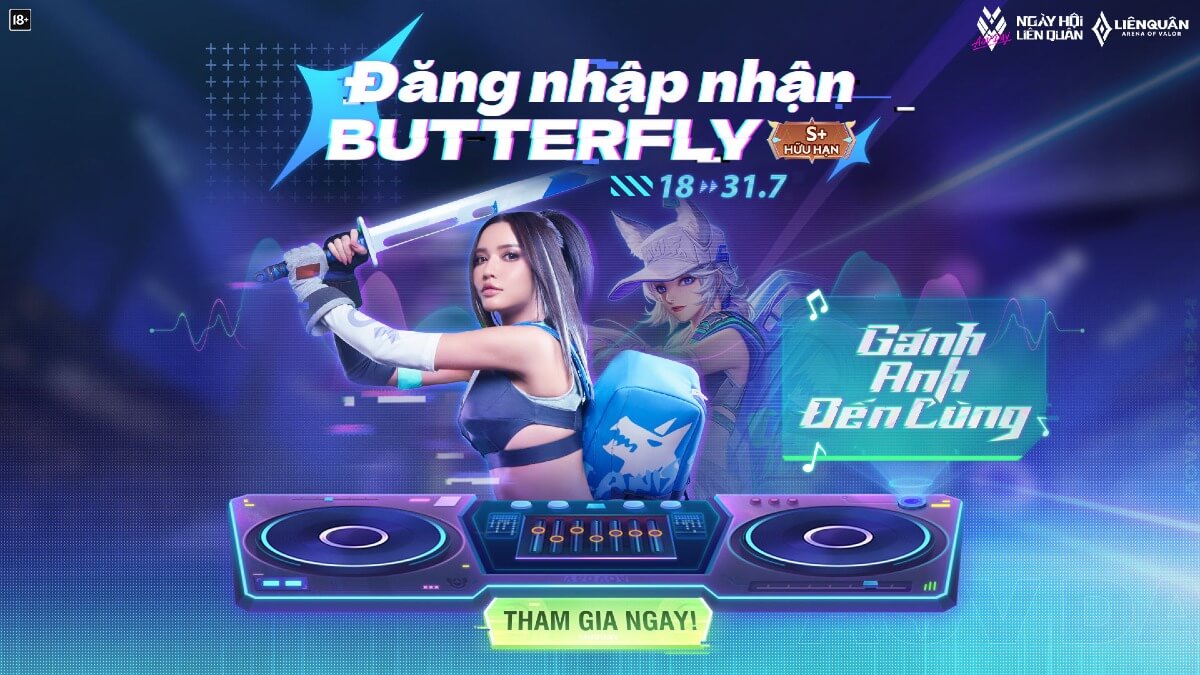 18+
NGÀY HỘI
LIÊN QUÂN
LIÊNQUÂN
ARENA OF VALOR
Đăng nhập nhận
BUTTERFLY
S+
HỮU HẠN
18 31.7
Gánh
Anh
Đến Cùng
THAM GIA NGAY!